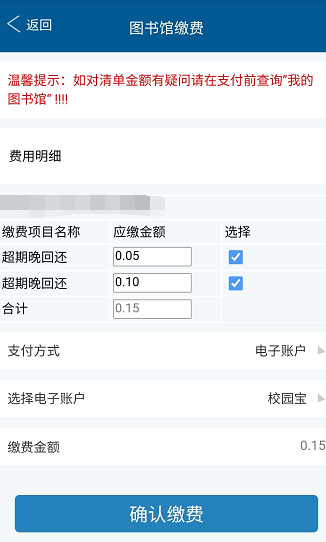 返回
图书馆缴费
温馨提示：如对清单金额有疑问请在支付前查询"我的
图书馆" !!!!
费用明细
缴费项目名称 应缴金额 选择
超期晚回还 0.05
超期晚回还 0.10
合计 0.15
支付方式 电子账户
选择电子账户 校园宝
缴费金额 0.15
确认缴费